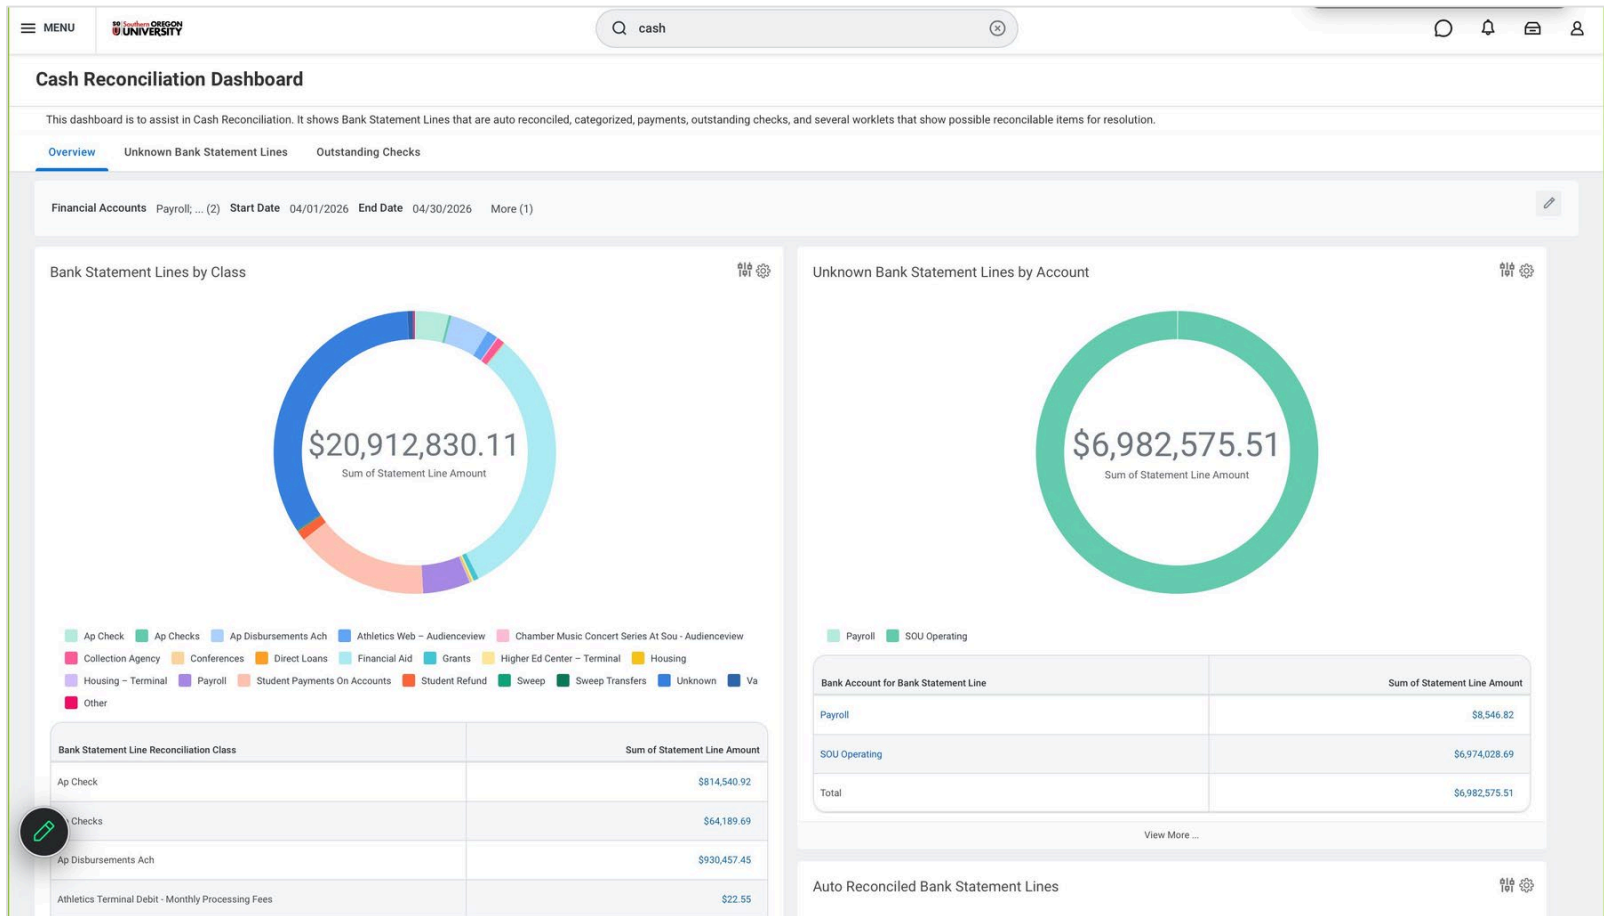 MENU
SO Southern OREGON
U UNIVERSITY
cash
Cash Reconciliation Dashboard
This dashboard is to assist in Cash Reconciliation. It shows Bank Statement Lines that are auto reconciled, categorized, payments, outstanding checks, and several worklets that show possible reconcilable items for resolution.
Overview Unknown Bank Statement Lines Outstanding Checks
Financial Accounts Payroll; ... (2) Start Date 04/01/2026 End Date 04/30/2026 More (1)
Bank Statement Lines by Class
$20,912,830.11
Sum of Statement Line Amount
Ap Check Ap Checks Ap Disbursements Ach Athletics Web – Audienceview Chamber Music Concert Series At Sou - Audienceview
Collection Agency Conferences Direct Loans Financial Aid Grants Higher Ed Center – Terminal Housing
Housing – Terminal Payroll Student Payments On Accounts Student Refund Sweep Sweep Transfers Unknown Va
Other
Bank Statement Line Reconciliation Class Sum of Statement Line Amount
Ap Check $814,540.92
Checks $64,189.69
Ap Disbursements Ach $930,457.45
Athletics Terminal Debit - Monthly Processing Fees $22.55
Unknown Bank Statement Lines by Account
$6,982,575.51
Sum of Statement Line Amount
Payroll SOU Operating
Bank Account for Bank Statement Line Sum of Statement Line Amount
Payroll $8,546.82
SOU Operating $6,974,028.69
Total $6,982,575.51
View More ...
Auto Reconciled Bank Statement Lines